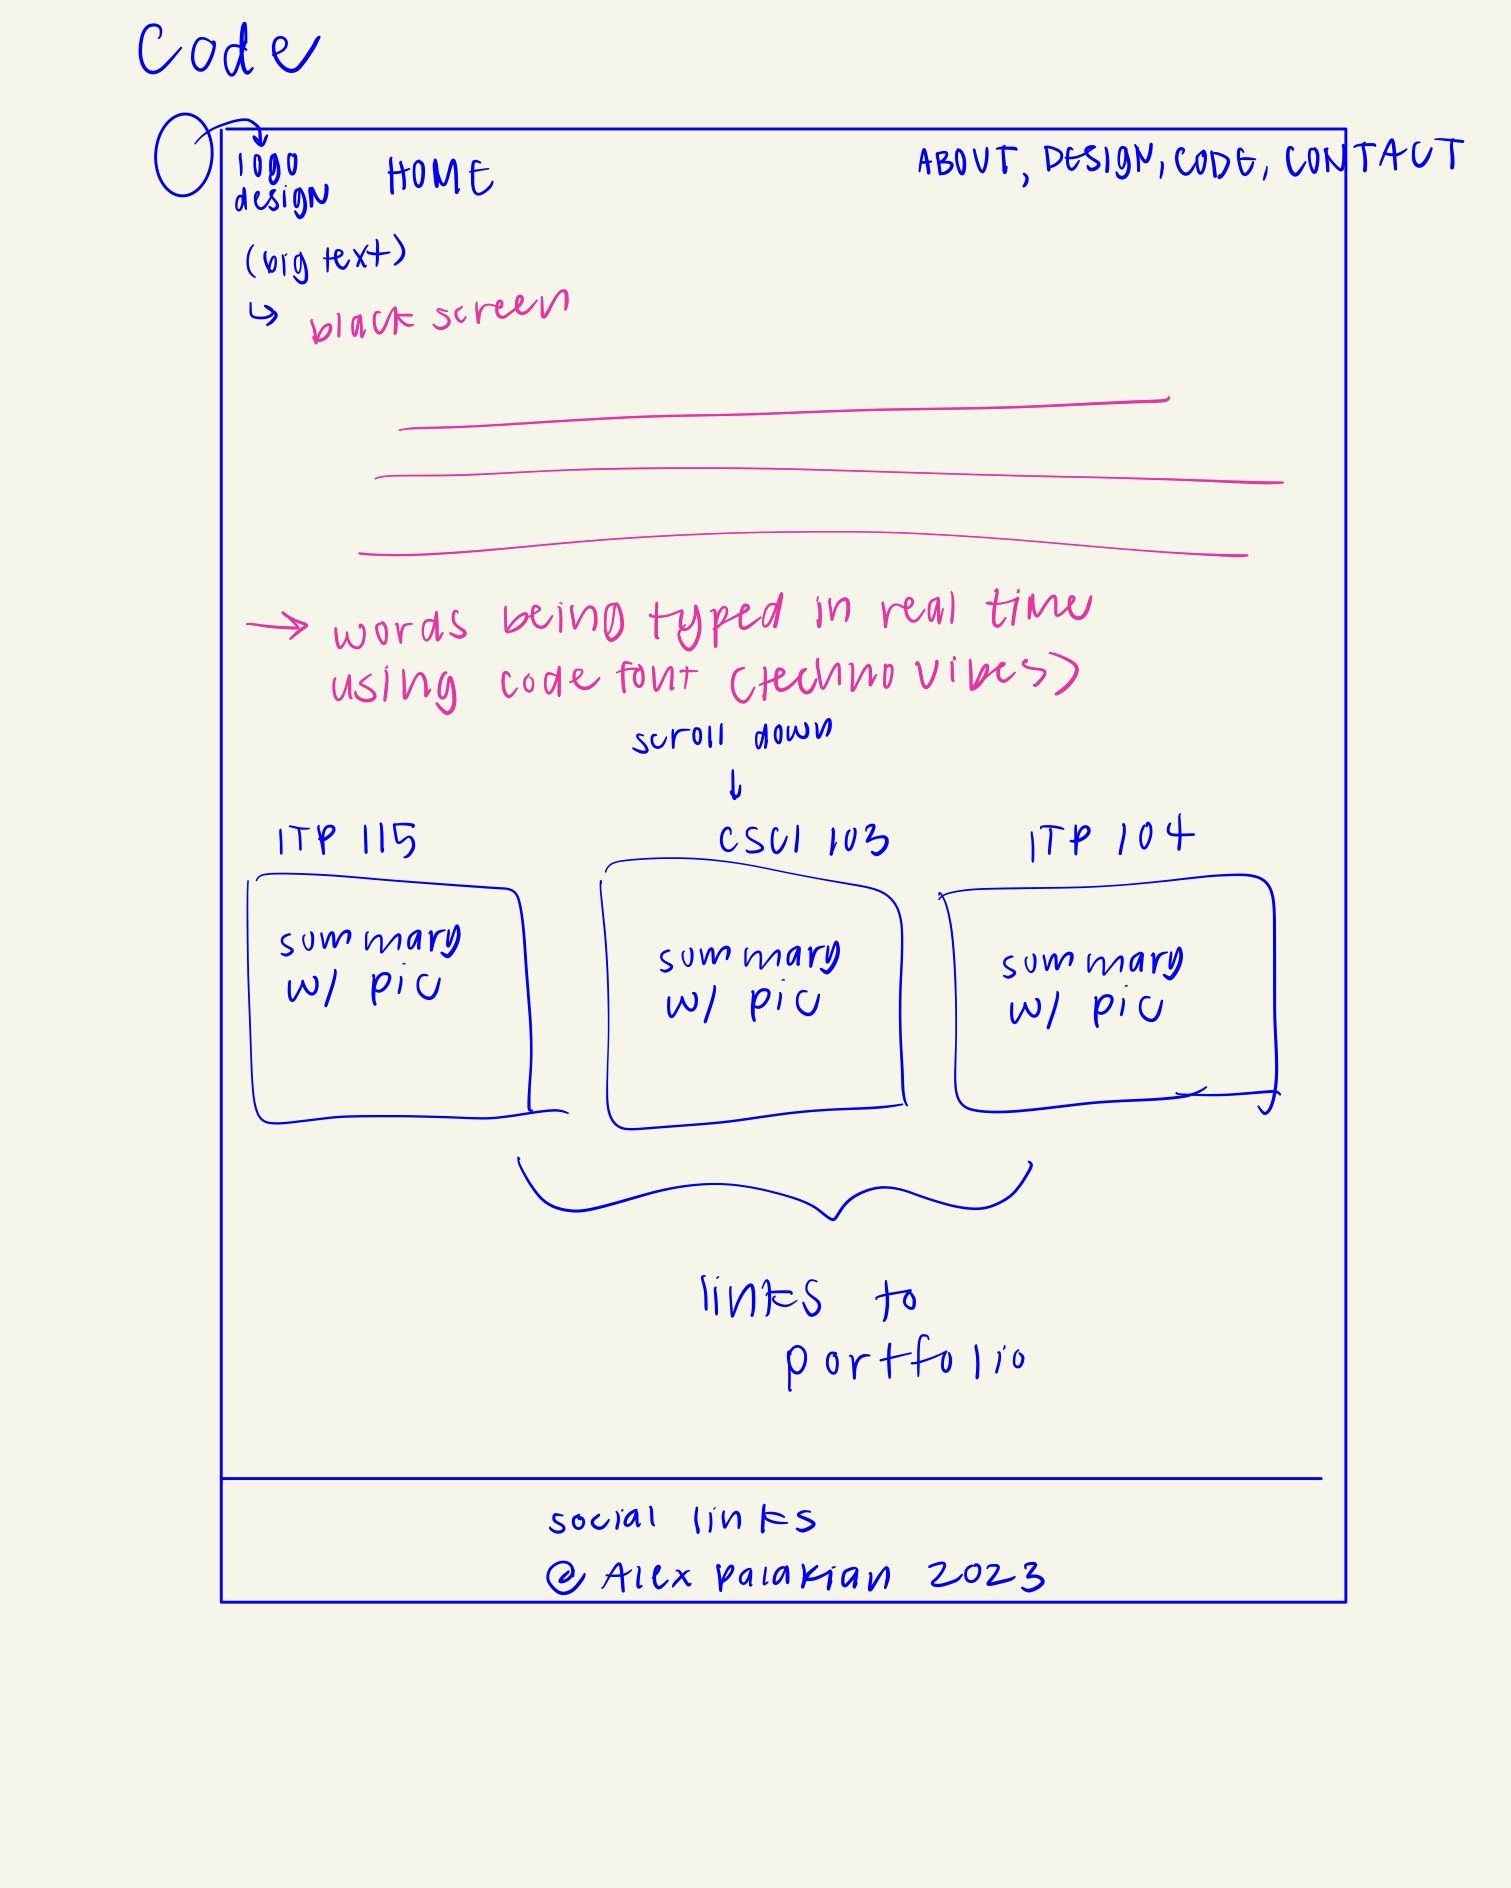 Code
logo
design
HOME
ABOUT, DESIGN, CODE, CONTACT
(big text)
black screen
words being typed in real time
using code font (techno vibes)
scroll down
ITP 115
CSCI 103
ITP 104
summary
w/ pic
summary
w/ pic
summary
w/ pic
links to
portfolio
social links
@ Alex Palakian 2023